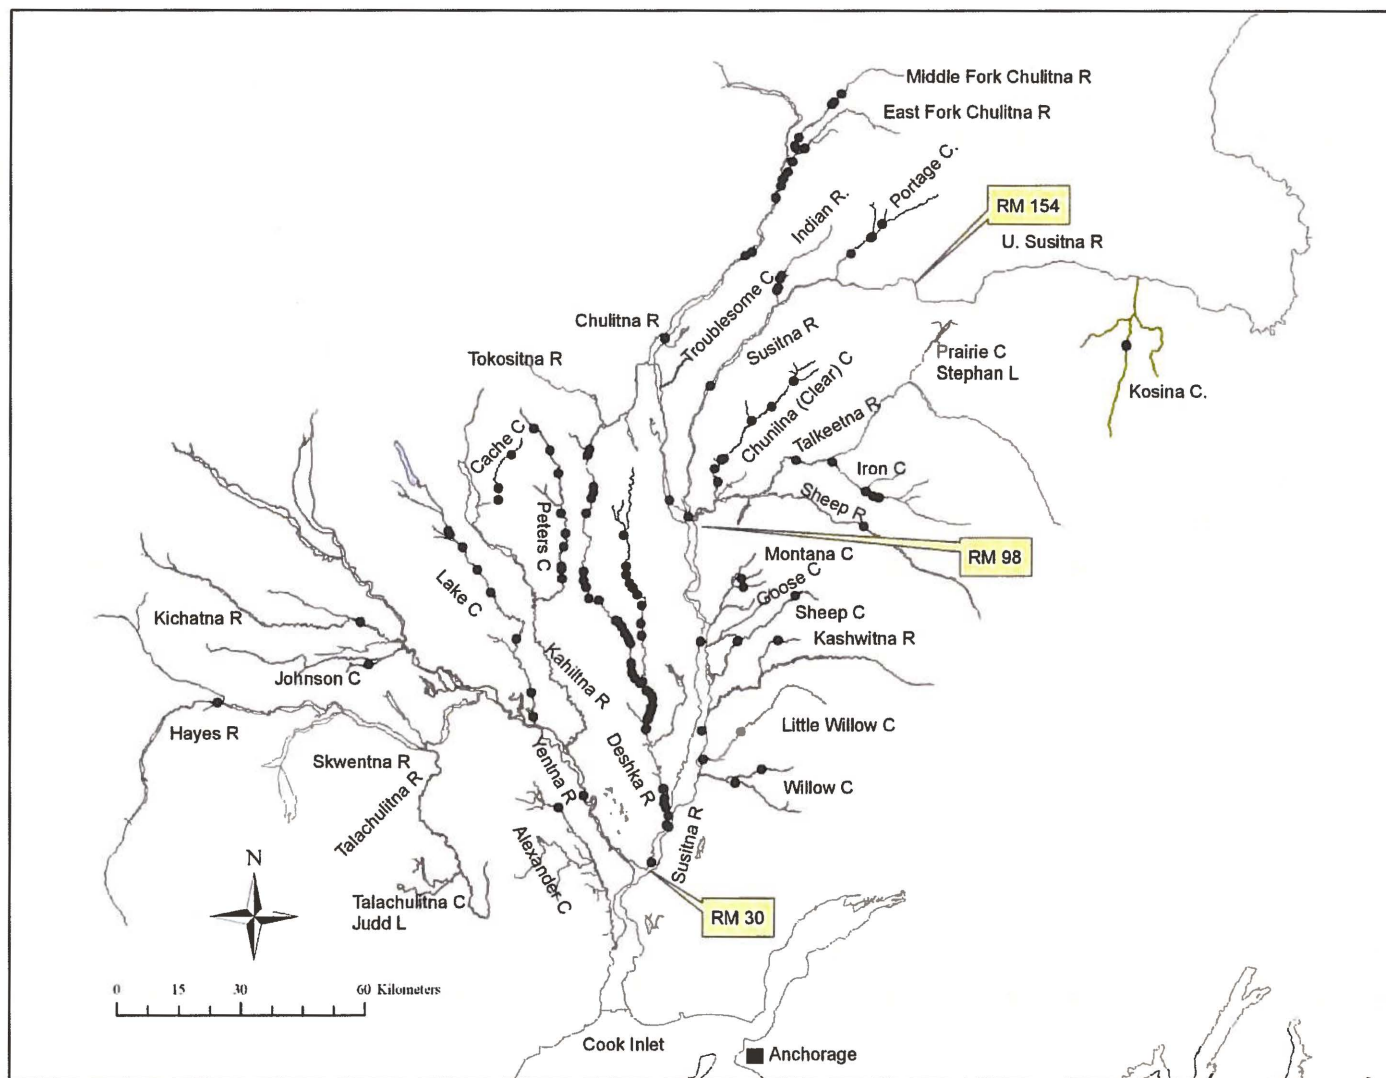 Middle Fork Chulitna R
East Fork Chulitna R
Portage C.
Indian R.
RM 154
U. Susitna R
Troublesome C
Chulitna R
Susitna R
Tokositna R
Prairie C
Stephan L
Kosina C.
Chunilna (Clear) C
Talkeetna R
Cache C
Iron C
Sheep R
Peters C
RM 98
Montana C
Goose C
Lake C
Sheep C
Kichatna R
Kashwitna R
Johnson C
Kahiltna R
Hayes R
Little Willow C
Skwentna R
Yentna R
Deshka R
Willow C
Talachulitna R
Susitna R
Alexander C
N
Talachulitna C
Judd L
RM 30
0 15 30 60 Kilometers
Cook Inlet
Anchorage